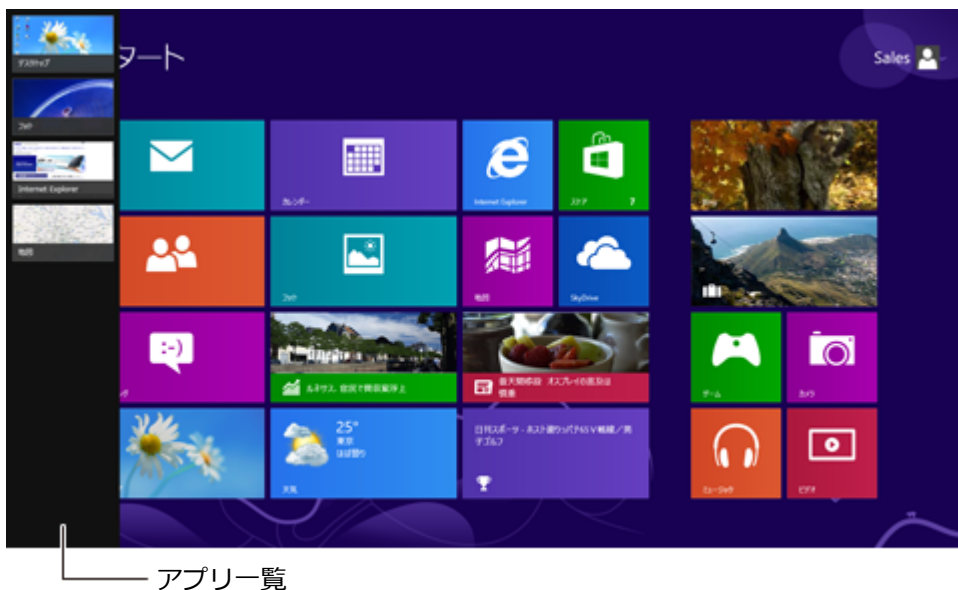 デスクトップ
タート
Sales
フォト
Internet Explorer
地図
カレンダー
Internet Explorer
ストア
7
フォト
地図
SkyDrive
ゲーム
カメラ
25°
東京
ほぼ曇り
天気
ミュージック
ビデオ
アプリ一覧